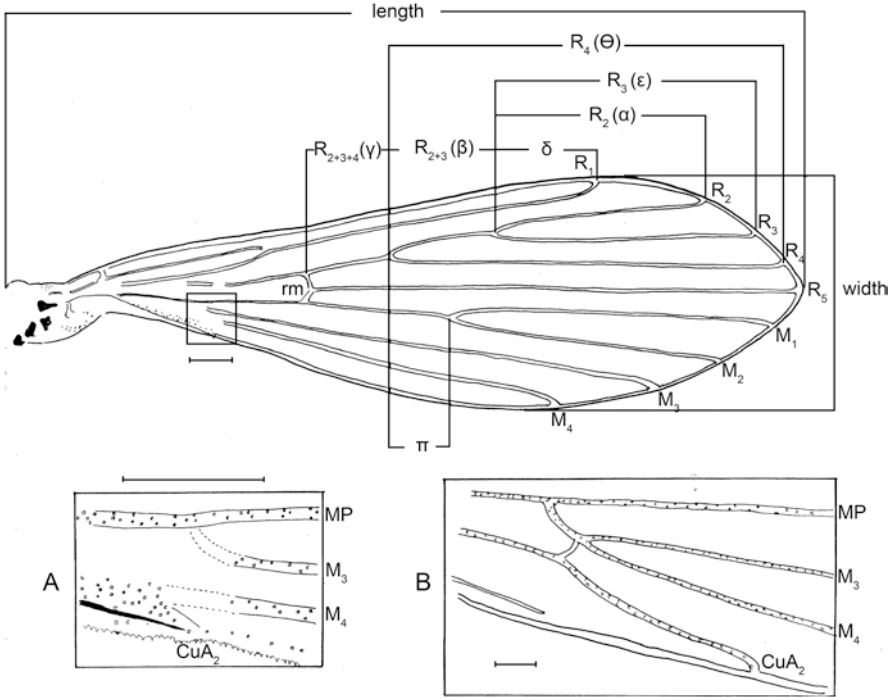 length
R₄ (Θ)
R₃ (ε)
R₂ (α)
R₂₊₃₊₄(γ) R₂₊₃ (β) δ
R₁
R₂
R₃
R₄
rm
R₅
width
M₁
M₂
M₃
M₄
π
A
MP
M₃
M₄
CuA₂
B
MP
M₃
M₄
CuA₂